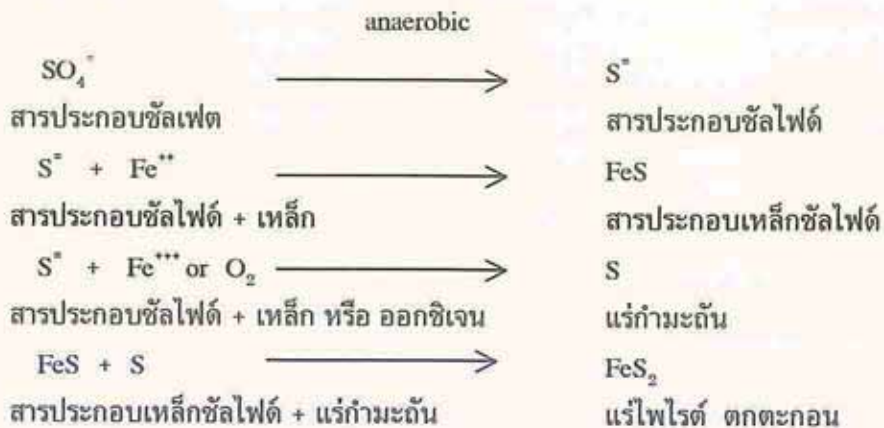 anaerobic
SO₄⁼ ⟶ S⁼
สารประกอบซัลเฟต สารประกอบซัลไฟด์
S⁼ + Fe⁺⁺ ⟶ FeS
สารประกอบซัลไฟด์ + เหล็ก สารประกอบเหล็กซัลไฟด์
S⁼ + Fe⁺⁺⁺ or O₂ ⟶ S
สารประกอบซัลไฟด์ + เหล็ก หรือ ออกซิเจน แร่กำมะถัน
FeS + S ⟶ FeS₂
สารประกอบเหล็กซัลไฟด์ + แร่กำมะถัน แร่ไพไรต์ ตกตะกอน